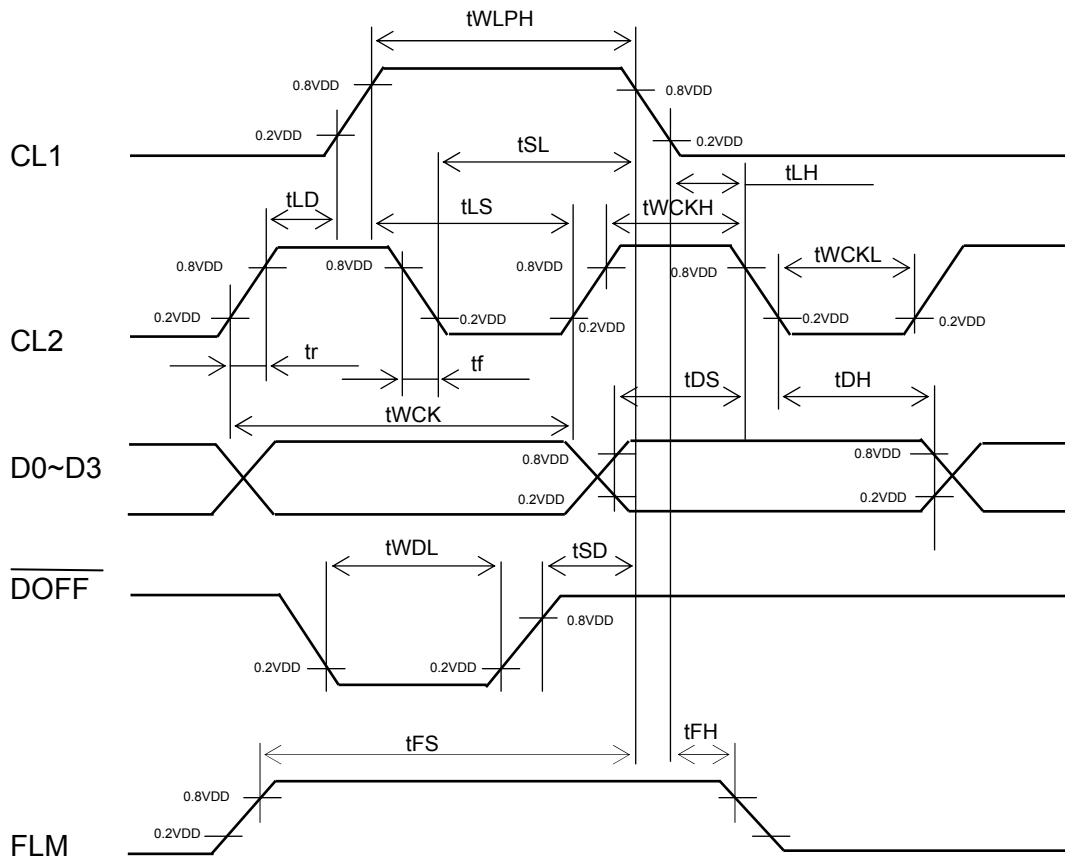 tWLPH
0.8VDD
0.8VDD
0.2VDD
0.2VDD
CL1
tSL
tLH
tLD
tLS
tWCKH
0.8VDD
0.8VDD
0.8VDD
0.8VDD
tWCKL
0.2VDD
0.2VDD
0.2VDD
0.2VDD
0.2VDD
CL2
tr
tf
tDS
tDH
tWCK
D0~D3
0.8VDD
0.8VDD
0.2VDD
0.2VDD
tWDL
tSD
DOFF
0.8VDD
0.2VDD
0.2VDD
tFS
tFH
0.8VDD
0.2VDD
FLM